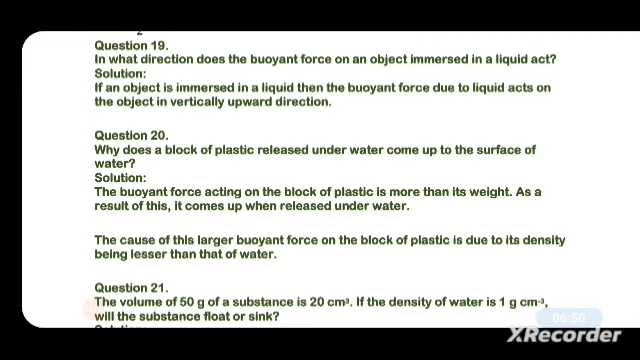 2
Question 19.
In what direction does the buoyant force on an object immersed in a liquid act?
Solution:
If an object is immersed in a liquid then the buoyant force due to liquid acts on
the object in vertically upward direction.
Question 20.
Why does a block of plastic released under water come up to the surface of
water?
Solution:
The buoyant force acting on the block of plastic is more than its weight. As a
result of this, it comes up when released under water.
The cause of this larger buoyant force on the block of plastic is due to its density
being lesser than that of water.
Question 21.
The volume of 50 g of a substance is 20 cm³. If the density of water is 1 g cm⁻³,
will the substance float or sink?
06:50
Solution:
XRecorder